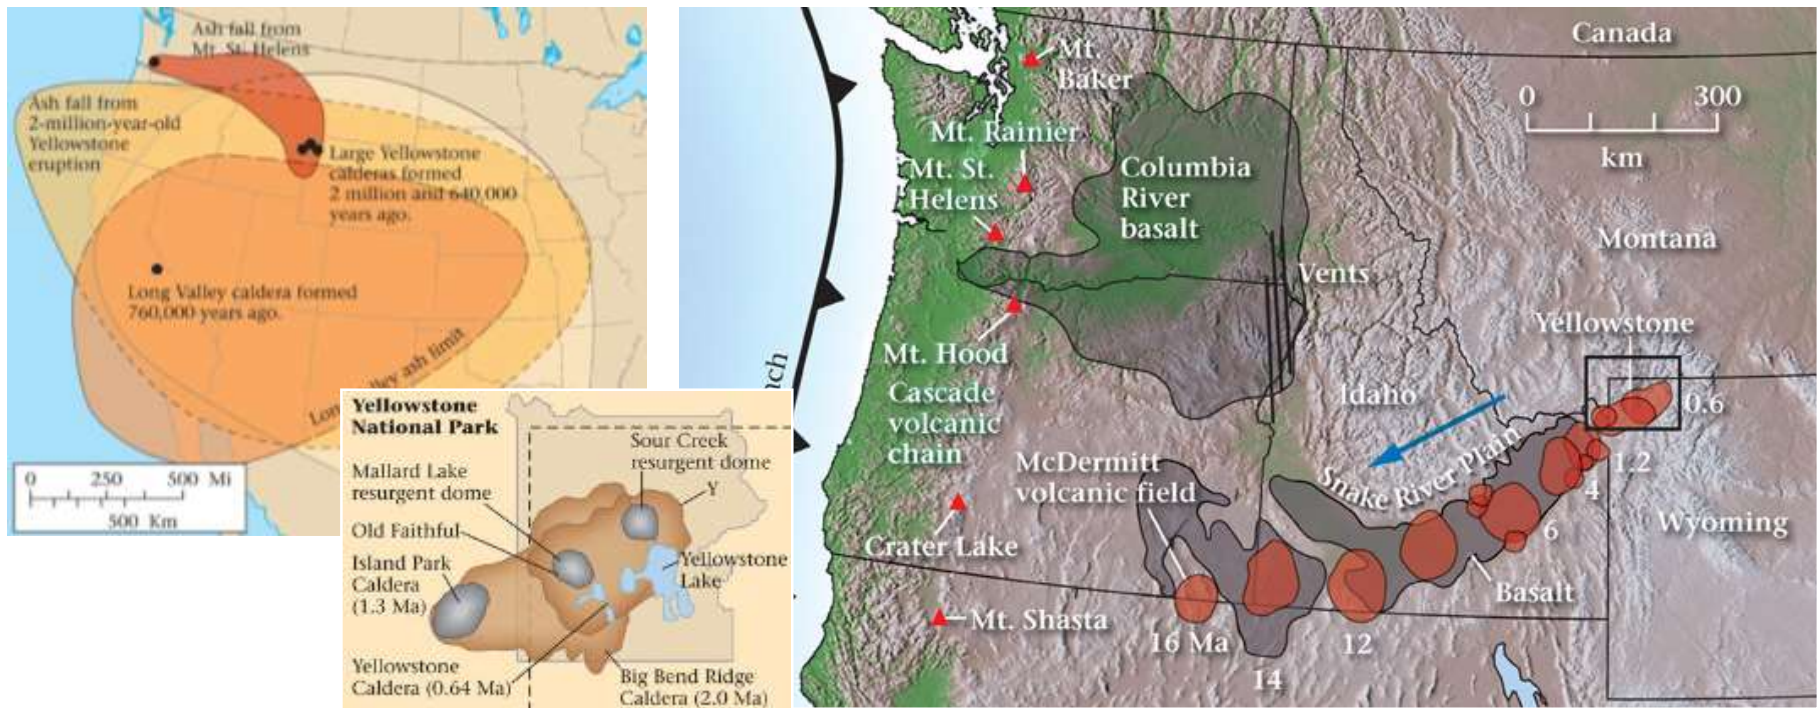 Ash fall from
Mt. St. Helens
Ash fall from
2-million-year-old
Yellowstone
eruption
Large Yellowstone
calderas formed
2 million and 640,000
years ago.
Long Valley caldera formed
760,000 years ago.
Lon
lley ash limit
0 250 500 Mi
500 Km
Yellowstone
National Park
Sour Creek
resurgent dome
Mallard Lake
resurgent dome
Y
Old Faithful
Island Park
Caldera
(1.3 Ma)
Yellowstone
Lake
Yellowstone
Caldera (0.64 Ma)
Big Bend Ridge
Caldera (2.0 Ma)
Canada
Mt.
Baker
0 300
km
Mt. Rainier
Mt. St.
Helens
Columbia
River
basalt
Montana
Vents
Yellowstone
Mt. Hood
nch
Cascade
volcanic
chain
Idaho
0.6
McDermitt
volcanic field
Snake River Plain
1.2
4
Crater Lake
6
Wyoming
Basalt
Mt. Shasta
16 Ma
12
14